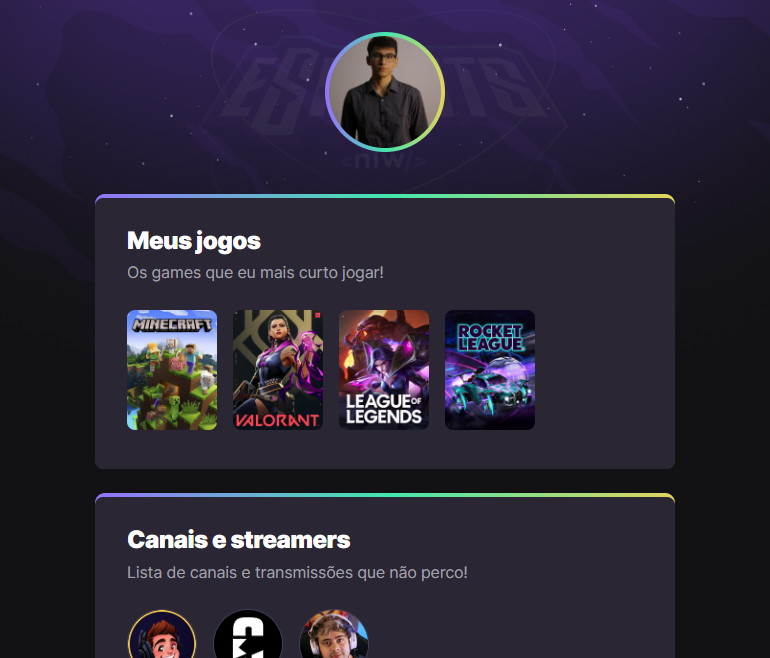 ESPORTS
<nlw/>
Meus jogos
Os games que eu mais curto jogar!
MINECRAFT
VALORANT
LEAGUE OF
LEGENDS
ROCKET
LEAGUE
Canais e streamers
Lista de canais e transmissões que não perco!